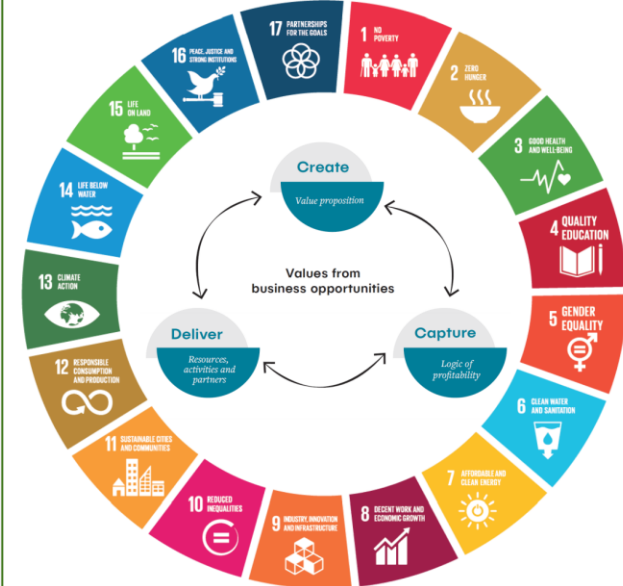 1 NO
POVERTY
2 ZERO
HUNGER
3 GOOD HEALTH
AND WELL-BEING
4 QUALITY
EDUCATION
5 GENDER
EQUALITY
6 CLEAN WATER
AND SANITATION
7 AFFORDABLE AND
CLEAN ENERGY
8 DECENT WORK AND
ECONOMIC GROWTH
9 INDUSTRY, INNOVATION
AND INFRASTRUCTURE
10 REDUCED
INEQUALITIES
11 SUSTAINABLE CITIES
AND COMMUNITIES
12 RESPONSIBLE
CONSUMPTION
AND PRODUCTION
13 CLIMATE
ACTION
14 LIFE BELOW
WATER
15 LIFE
ON LAND
16 PEACE, JUSTICE AND
STRONG INSTITUTIONS
17 PARTNERSHIPS
FOR THE GOALS
Create
Value proposition
Values from
business opportunities
Deliver
Resources,
activities and
partners
Capture
Logic of
profitability